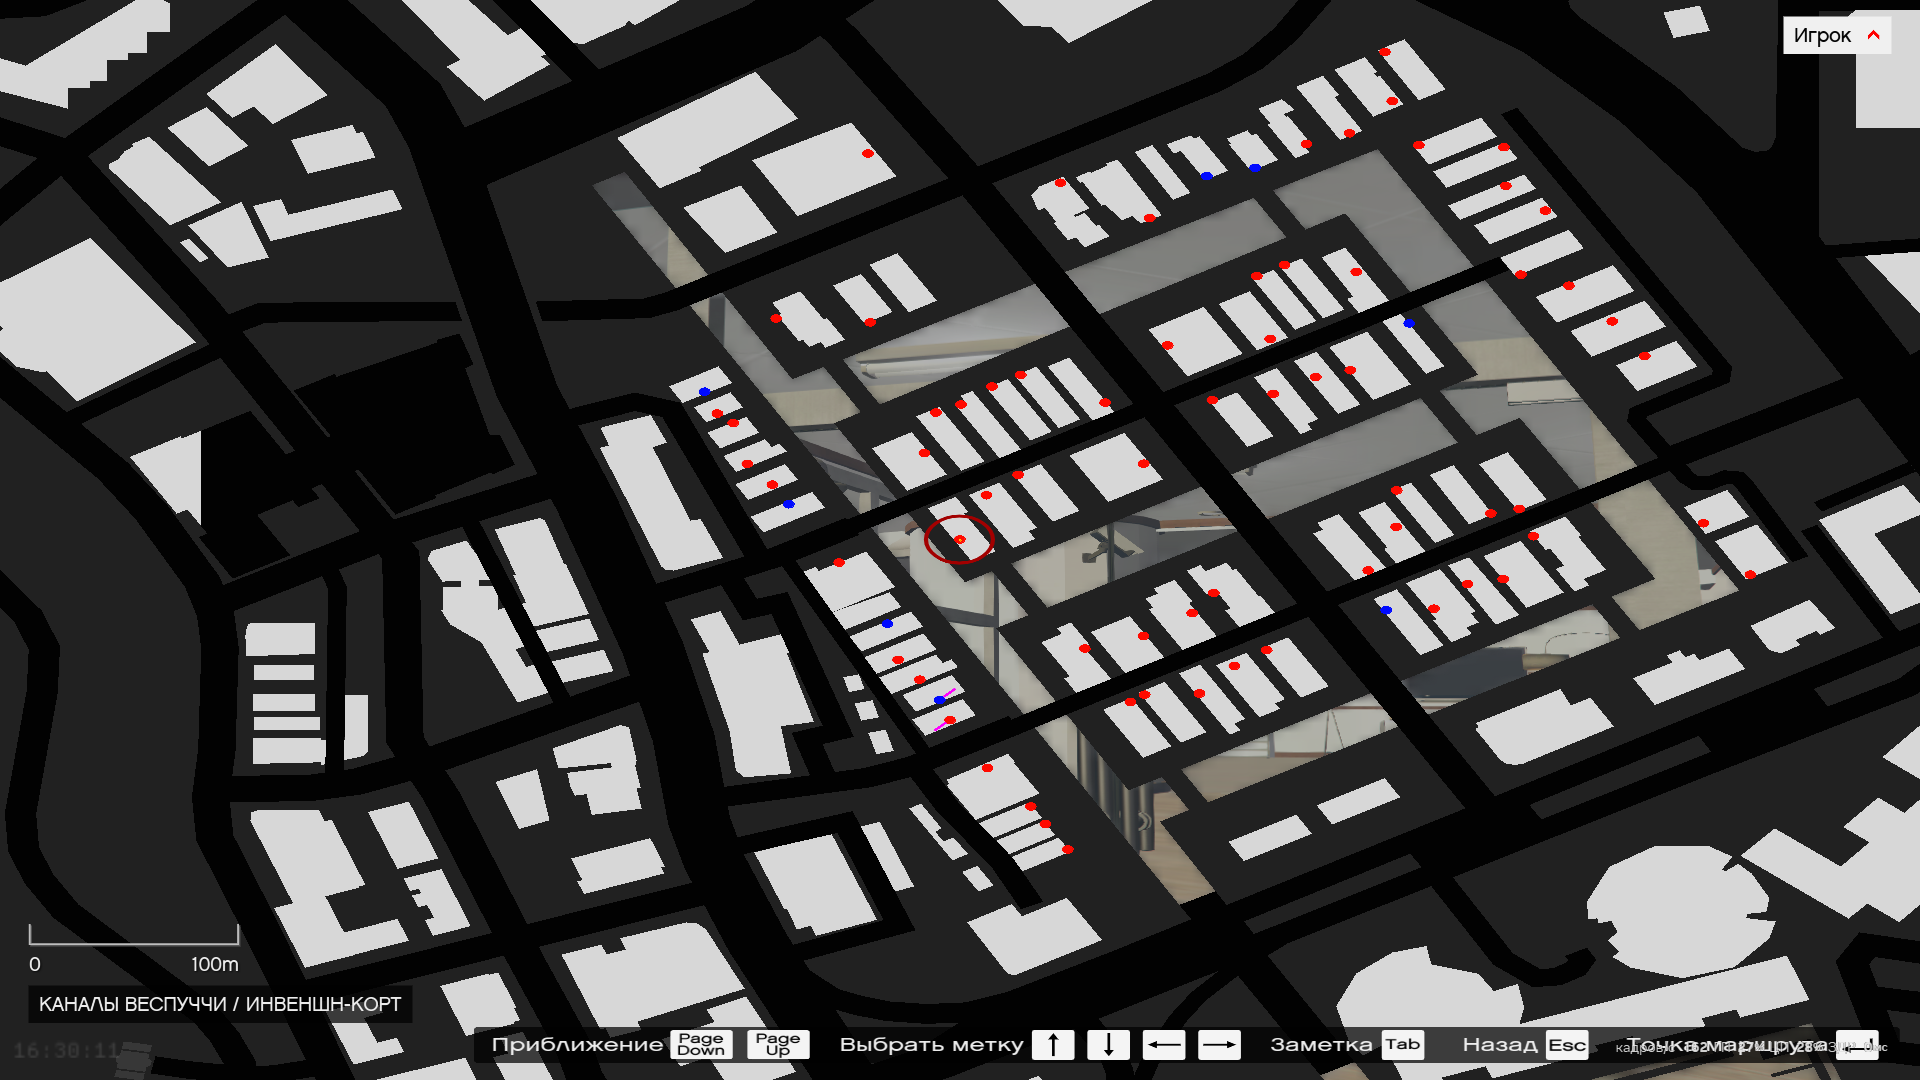 Игрок
0 100m
КАНАЛЫ ВЕСПУЧЧИ / ИНВЕНШН-КОРТ
16:30:11
Приближение Page Down Page Up Выбрать метку ↑ ↓ ← → Заметка Tab Назад Esc Точка маршрута
кадров/с